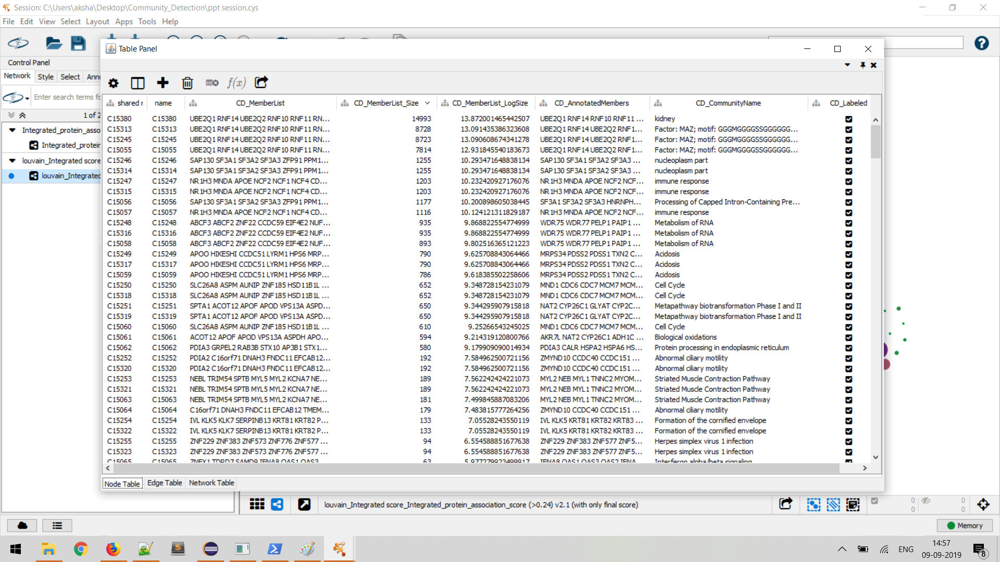 Session: C:\Users\aksha\Desktop\Community_Detection\ppt session.cys
File Edit View Select Layout Apps Tools Help
Table Panel
Control Panel
Network Style Select Ann
Enter search terms fo
1 of 2
Integrated_protein_asso
Integrated_protein
louvain_Integrated score
louvain_Integrated
shared r name CD_MemberList CD_MemberList_Size CD_MemberList_LogSize CD_AnnotatedMembers CD_CommunityName CD_Labeled
C15380 C15380 UBE2Q1 RNF14 UBE2Q2 RNF10 RNF11 RN... 14993 13.872001465442507 UBE2Q1 RNF14 RNF10 RNF11 ... kidney
C15313 C15313 UBE2Q1 RNF14 UBE2Q2 RNF10 RNF11 RN... 8728 13.091435386323608 UBE2Q1 RNF14 UBE2Q2 RNF1... Factor: MAZ; motif: GGGMGGGGSSGGGGGG...
C15245 C15245 UBE2Q1 RNF14 UBE2Q2 RNF10 RNF11 RN... 8723 13.090608674341278 UBE2Q1 RNF14 UBE2Q2 RNF1... Factor: MAZ; motif: GGGMGGGGSSGGGGGG...
C15055 C15055 UBE2Q1 RNF14 UBE2Q2 RNF10 RNF11 RN... 7814 12.931845540183673 UBE2Q1 RNF14 UBE2Q2 RNF1... Factor: MAZ; motif: GGGMGGGGSSGGGGGG...
C15246 C15246 SAP130 SF3A1 SF3A2 SF3A3 ZFP91 PPM1... 1255 10.293471648838134 SAP130 SF3A1 SF3A2 SF3A3 ... nucleoplasm part
C15314 C15314 SAP130 SF3A1 SF3A2 SF3A3 ZFP91 PPM1... 1255 10.293471648838134 SAP130 SF3A1 SF3A2 SF3A3 ... nucleoplasm part
C15247 C15247 NR1H3 MNDA APOE NCF2 NCF1 NCF4 CD... 1203 10.232420927176076 NR1H3 MNDA APOE NCF2 NCF... immune response
C15315 C15315 NR1H3 MNDA APOE NCF2 NCF1 NCF4 CD... 1203 10.232420927176076 NR1H3 MNDA APOE NCF2 NCF... immune response
C15056 C15056 SAP130 SF3A1 SF3A2 SF3A3 ZFP91 PPM1... 1177 10.200898605038445 SF3A1 SF3A2 SF3A3 HNRNPH... Processing of Capped Intron-Containing Pre...
C15057 C15057 NR1H3 MNDA APOE NCF2 NCF1 NCF4 CD... 1116 10.124121311829187 NR1H3 MNDA APOE NCF2 NCF... immune response
C15248 C15248 ABCF3 ABCF2 ZNF22 CCDC59 EIF4E2 NUF... 935 9.868822554774999 WDR75 WDR77 PELP1 PAIP1 ... Metabolism of RNA
C15316 C15316 ABCF3 ABCF2 ZNF22 CCDC59 EIF4E2 NUF... 935 9.868822554774999 WDR75 WDR77 PELP1 PAIP1 ... Metabolism of RNA
C15058 C15058 ABCF3 ABCF2 ZNF22 CCDC59 EIF4E2 NUF... 893 9.802516365121223 WDR75 WDR77 PELP1 PAIP1 ... Metabolism of RNA
C15249 C15249 APOO HIKESHI CCDC51 LYRM1 HPS6 MRP... 790 9.625708843064466 MRPS34 PDSS2 PDSS1 TXN2 C... Acidosis
C15317 C15317 APOO HIKESHI CCDC51 LYRM1 HPS6 MRP... 790 9.625708843064466 MRPS34 PDSS2 PDSS1 TXN2 C... Acidosis
C15059 C15059 APOO HIKESHI CCDC51 LYRM1 HPS6 MRP... 786 9.618385502258606 MRPS34 PDSS2 PDSS1 TXN2 C... Acidosis
C15250 C15250 SLC26A8 ASPM AUNIP ZNF185 HSD11B1L ... 652 9.348728154231079 MND1 CDC6 CDC7 MCM7 MCM... Cell Cycle
C15318 C15318 SLC26A8 ASPM AUNIP ZNF185 HSD11B1L ... 652 9.348728154231079 MND1 CDC6 CDC7 MCM7 MCM... Cell Cycle
C15251 C15251 SPTA1 ACOT12 APOF APOD VPS13A ASPD... 650 9.344295907915818 NAT2 CYP26C1 GLYAT CYP2C... Metapathway biotransformation Phase I and II
C15319 C15319 SPTA1 ACOT12 APOF APOD VPS13A ASPD... 650 9.344295907915818 NAT2 CYP26C1 GLYAT CYP2C... Metapathway biotransformation Phase I and II
C15060 C15060 SLC26A8 ASPM AUNIP ZNF185 HSD11B1L ... 610 9.25266543245025 MND1 CDC6 CDC7 MCM7 MCM... Cell Cycle
C15061 C15061 ACOT12 APOF APOD VPS13A ASPDH APO... 594 9.214319120800766 AKR7L NAT2 CYP26C1 ADH1C ... Biological oxidations
C15062 C15062 PDIA3 GRPEL2 RAB3B STX10 AP3B1 STX1... 580 9.179909090014934 PDIA3 CALR HSPA2 HSPA6 HS... Protein processing in endoplasmic reticulum
C15252 C15252 PDIA2 C16orf71 DNAH3 FNDC11 EFCAB12... 192 7.584962500721156 ZMYND10 CCDC40 CCDC151 ... Abnormal ciliary motility
C15320 C15320 PDIA2 C16orf71 DNAH3 FNDC11 EFCAB12... 192 7.584962500721156 ZMYND10 CCDC40 CCDC151 ... Abnormal ciliary motility
C15253 C15253 NEBL TRIM54 SPTB MYL5 MYL2 KCNA7 NE... 189 7.562242424221073 MYL2 NEB MYL1 TNNC2 MYOM... Striated Muscle Contraction Pathway
C15321 C15321 NEBL TRIM54 SPTB MYL5 MYL2 KCNA7 NE... 189 7.562242424221073 MYL2 NEB MYL1 TNNC2 MYOM... Striated Muscle Contraction Pathway
C15063 C15063 NEBL TRIM54 SPTB MYL5 MYL2 KCNA7 NE... 181 7.499845887083206 MYL2 NEB MYL1 TNNC2 MYOM... Striated Muscle Contraction Pathway
C15064 C15064 C16orf71 DNAH3 FNDC11 EFCAB12 TMEM... 179 7.483815777264256 ZMYND10 CCDC40 CCDC151 ... Abnormal ciliary motility
C15254 C15254 IVL KLK5 KLK7 SERPINB13 KRT81 KRT82 P... 133 7.05528243550119 IVL KLK5 KRT81 KRT82 KRT83 ... Formation of the cornified envelope
C15322 C15322 IVL KLK5 KLK7 SERPINB13 KRT81 KRT82 P... 133 7.05528243550119 IVL KLK5 KRT81 KRT82 KRT83 ... Formation of the cornified envelope
C15255 C15255 ZNF229 ZNF383 ZNF573 ZNF776 ZNF577 ... 94 6.554588851677638 ZNF229 ZNF383 ZNF577 ZNF5... Herpes simplex virus 1 infection
C15323 C15323 ZNF229 ZNF383 ZNF573 ZNF776 ZNF577 ... 94 6.554588851677638 ZNF229 ZNF383 ZNF577 ZNF5... Herpes simplex virus 1 infection
C15065 C15065 63 5.977279923499917 Interferon alpha/beta signaling
Node Table Edge Table Network Table
louvain_Integrated score_Integrated_protein_association_score (>0.24) v2.1 (with only final score)
0 0
0 0
Memory
ENG
14:57
09-09-2019
8